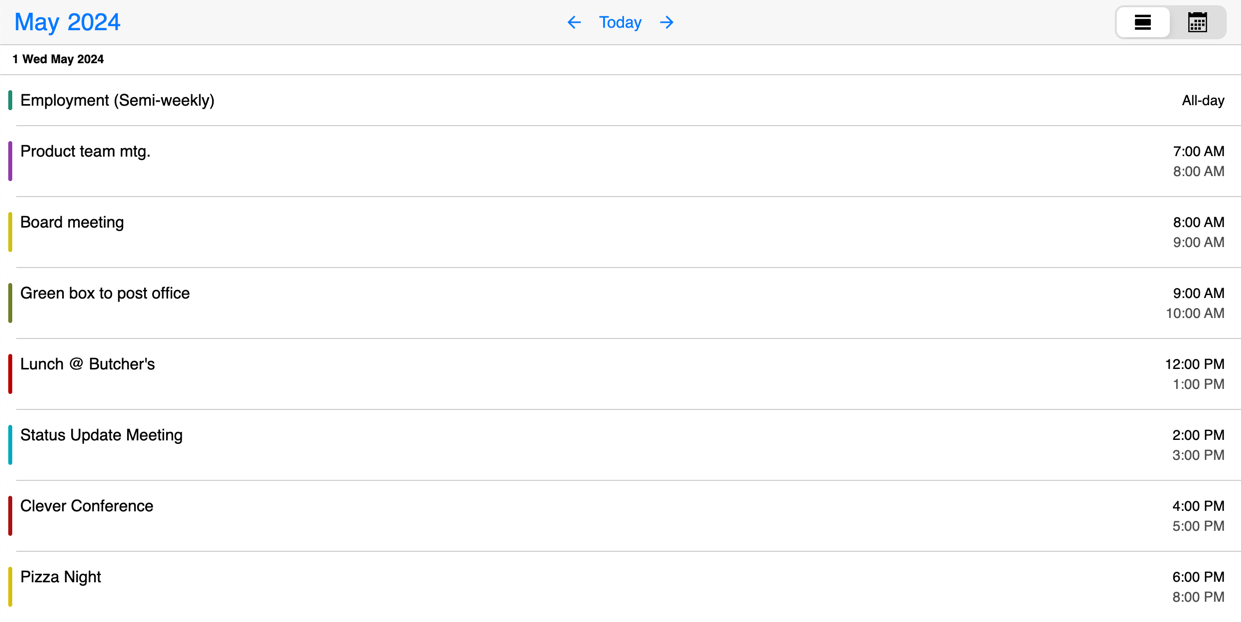 May 2024
Today
1 Wed May 2024
Employment (Semi-weekly) All-day
Product team mtg. 7:00 AM
8:00 AM
Board meeting 8:00 AM
9:00 AM
Green box to post office 9:00 AM
10:00 AM
Lunch @ Butcher's 12:00 PM
1:00 PM
Status Update Meeting 2:00 PM
3:00 PM
Clever Conference 4:00 PM
5:00 PM
Pizza Night 6:00 PM
8:00 PM